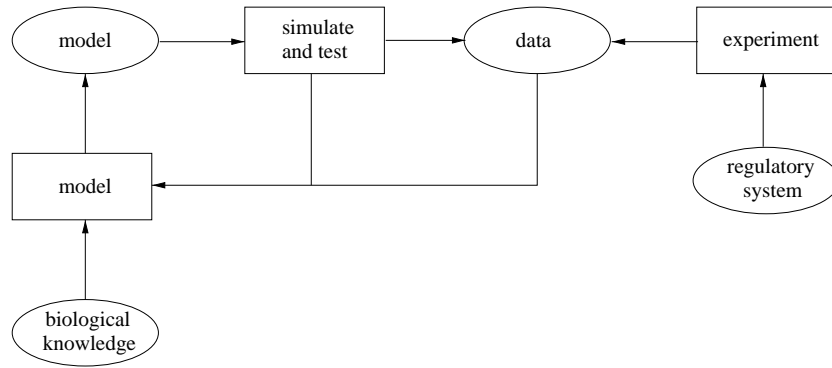 model
simulate
and test
data
experiment
model
regulatory
system
biological
knowledge